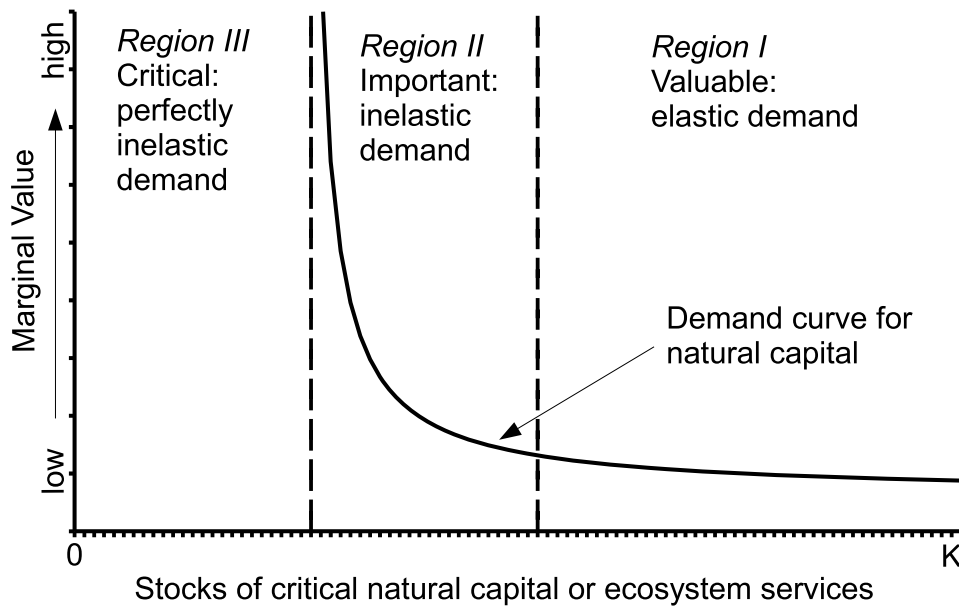 high
Marginal Value
low
Region III
Critical:
perfectly
inelastic
demand
Region II
Important:
inelastic
demand
Region I
Valuable:
elastic demand
Demand curve for
natural capital
0
K
Stocks of critical natural capital or ecosystem services